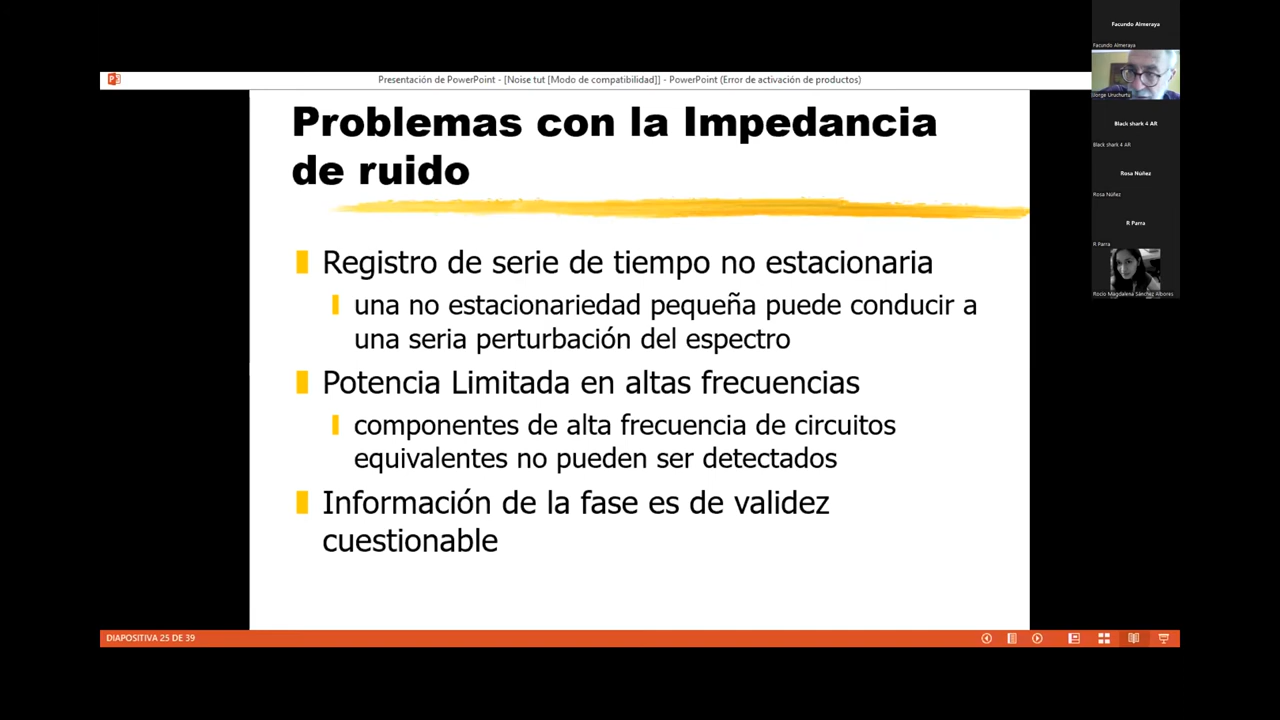 Facundo Almeraya
Facundo Almeraya
Presentación de PowerPoint - [Noise tut [Modo de compatibilidad]] - PowerPoint (Error de activación de productos)
Jorge Uruchurtu
Problemas con la Impedancia
de ruido
Black shark 4 AR
Black shark 4 AR
Rosa Núñez
Rosa Núñez
R Parra
R Parra
Rocio Magdalena Sánchez Albores
Registro de serie de tiempo no estacionaria
una no estacionariedad pequeña puede conducir a
una seria perturbación del espectro
Potencia Limitada en altas frecuencias
componentes de alta frecuencia de circuitos
equivalentes no pueden ser detectados
Información de la fase es de validez
cuestionable
DIAPOSITIVA 25 DE 39